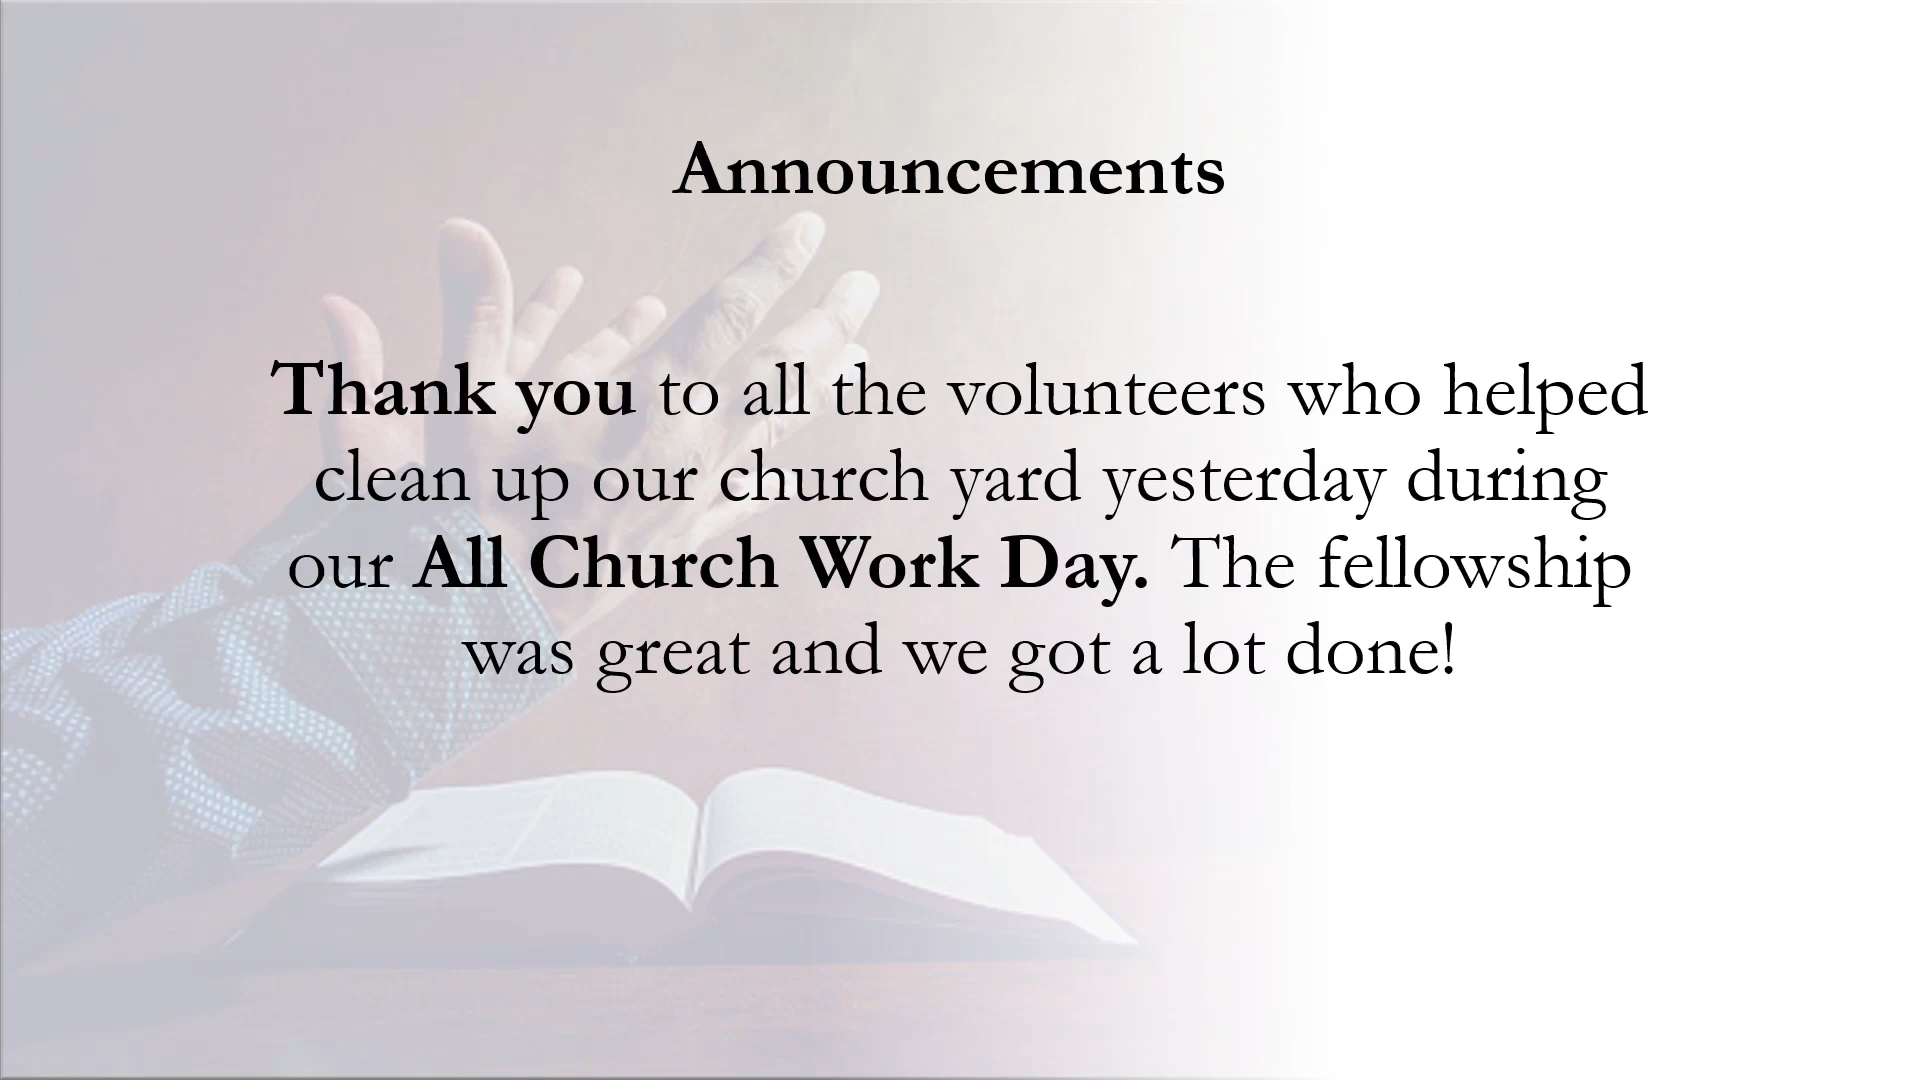 Announcements
Thank you to all the volunteers who helped
clean up our church yard yesterday during
our All Church Work Day. The fellowship
was great and we got a lot done!